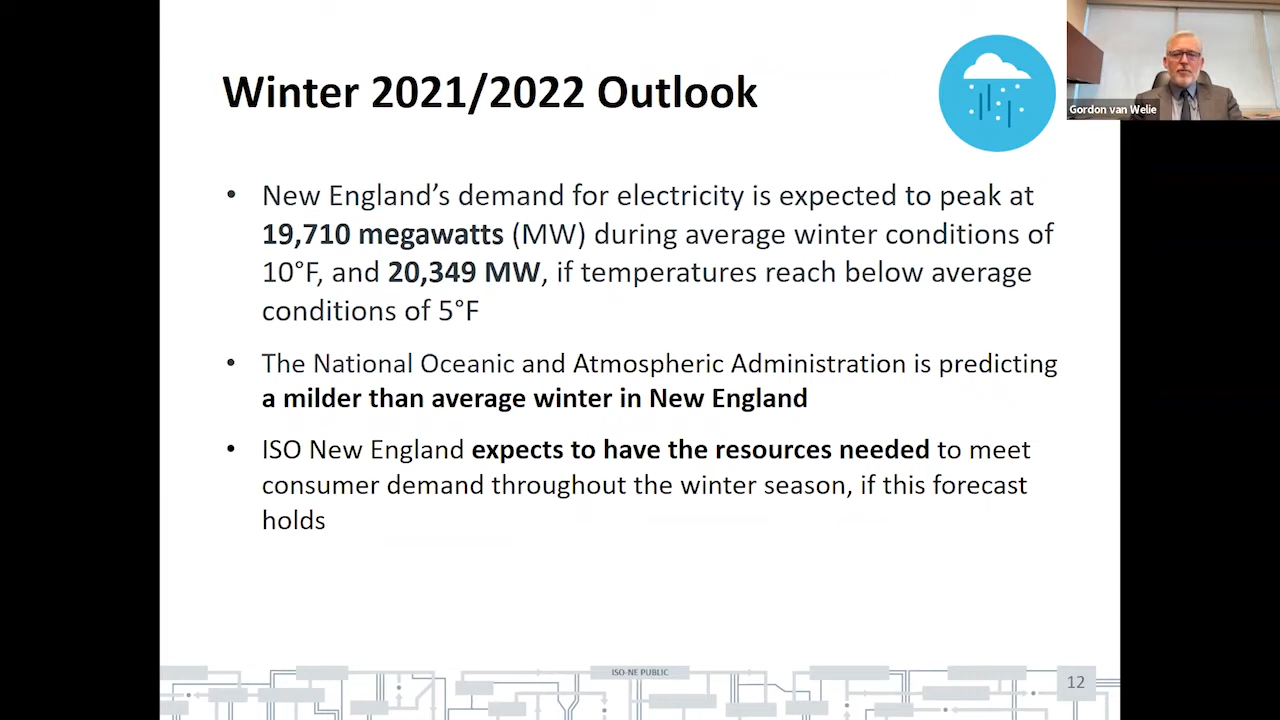 Winter 2021/2022 Outlook
Gordon van Welie
• New England’s demand for electricity is expected to peak at
19,710 megawatts (MW) during average winter conditions of
10°F, and 20,349 MW, if temperatures reach below average
conditions of 5°F
• The National Oceanic and Atmospheric Administration is predicting
a milder than average winter in New England
• ISO New England expects to have the resources needed to meet
consumer demand throughout the winter season, if this forecast
holds
ISO-NE PUBLIC
12